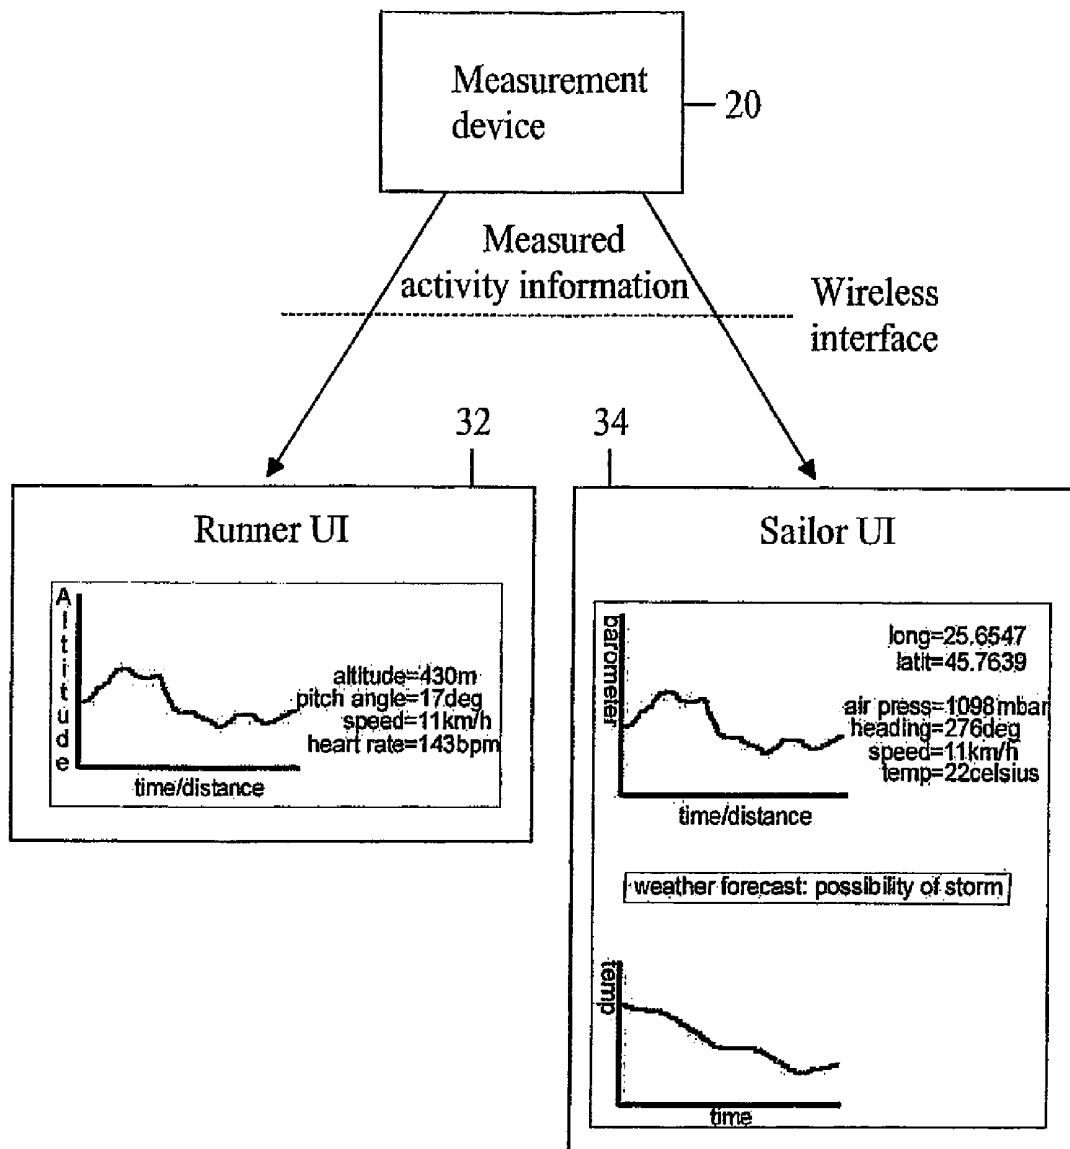 Measurement
device
20
Measured
activity information
Wireless
interface
32
34
Runner UI
Altitude
altitude=430m
pitch angle=17deg
speed=11km/h
heart rate=143bpm
time/distance
Sailor UI
barometer
long=25.6547
latit=45.7639
air press=1098mbar
heading=276deg
speed=11km/h
temp=22celsius
time/distance
weather forecast: possibility of storm
temp
time